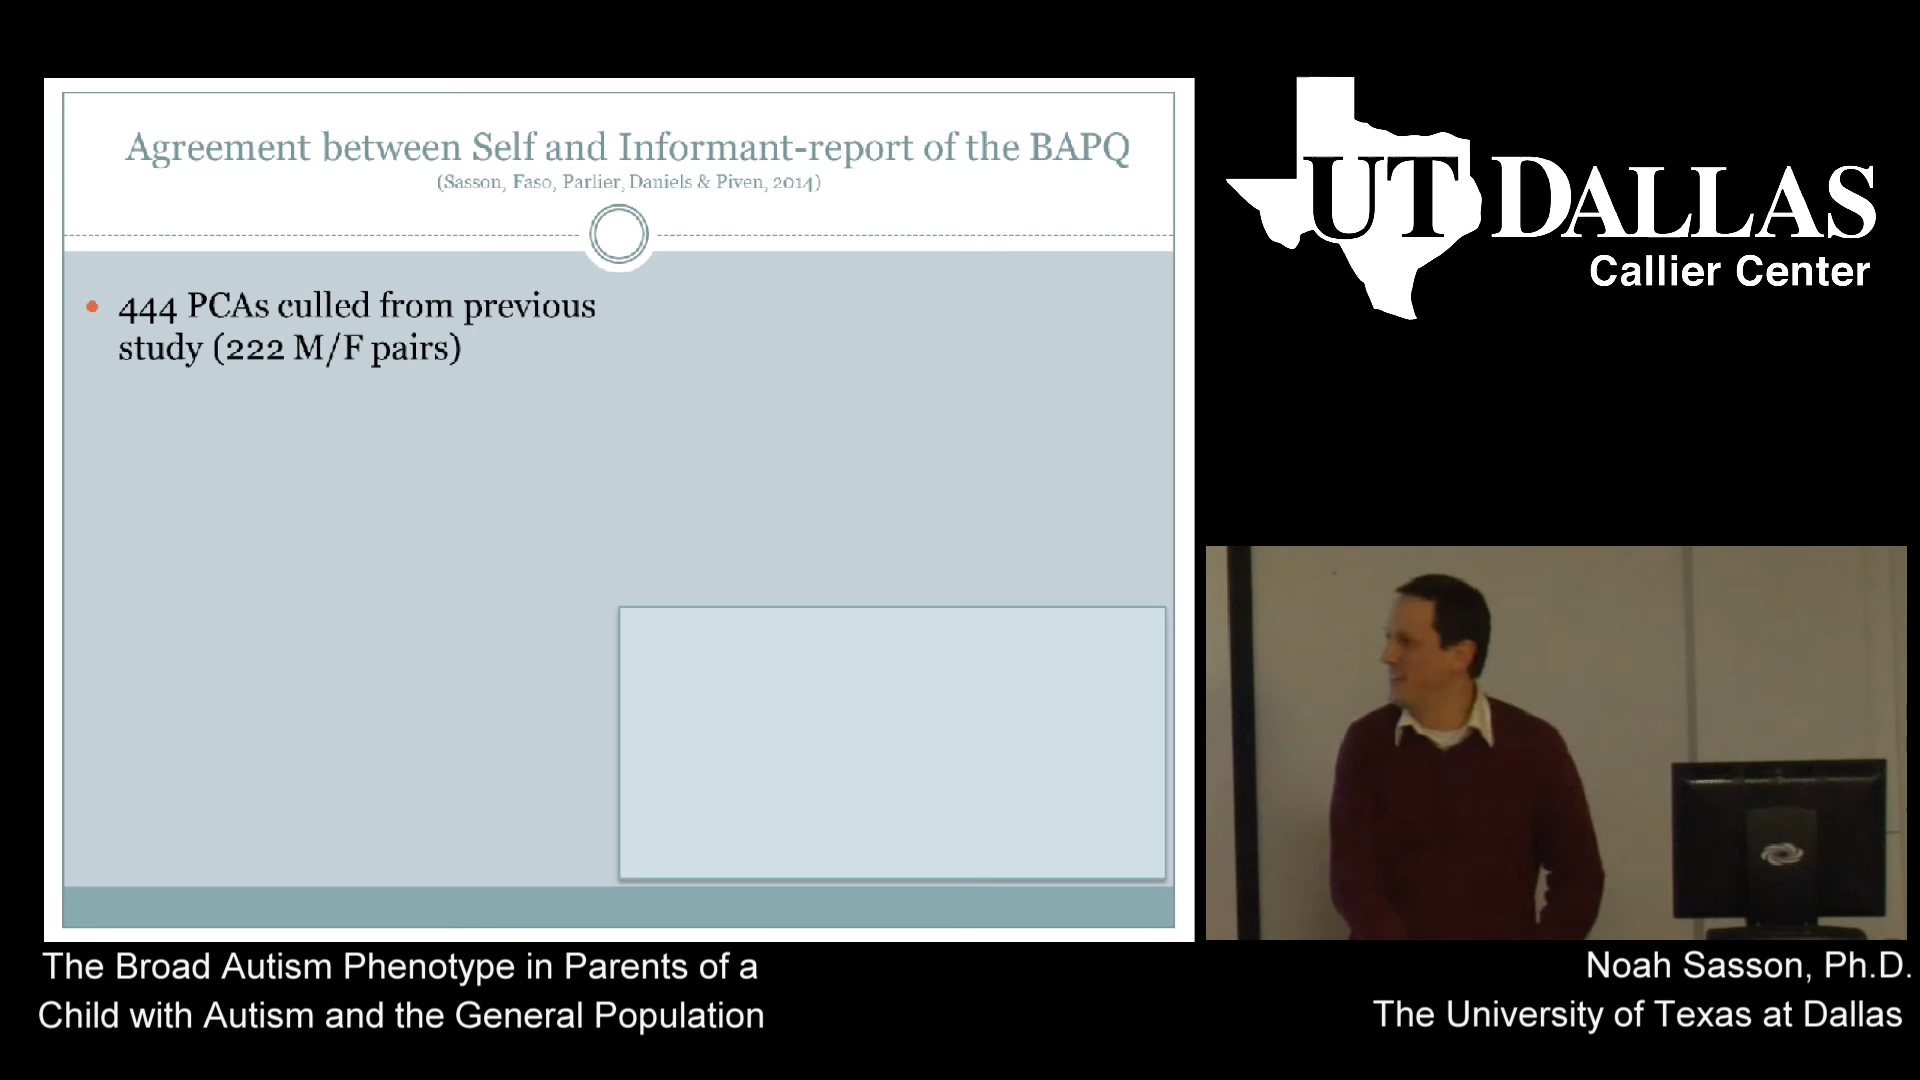 Agreement between Self and Informant-report of the BAPQ
(Sasson, Faso, Parlier, Daniels & Piven, 2014)
• 444 PCAs culled from previous
study (222 M/F pairs)
UT DALLAS
Callier Center
The Broad Autism Phenotype in Parents of a
Child with Autism and the General Population
Noah Sasson, Ph.D.
The University of Texas at Dallas